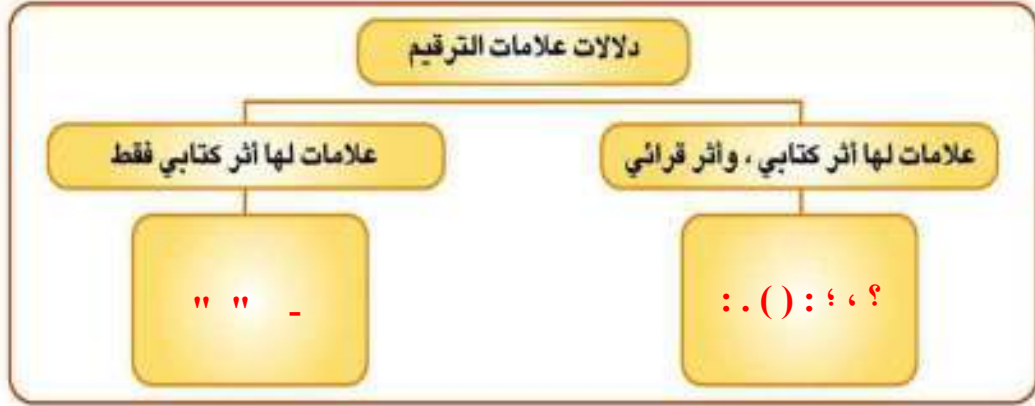 دلالات علامات الترقيم
علامات لها أثر كتابي ، وأثر قرائي
علامات لها أثر كتابي فقط
؟ ، ؛ : ( ) . :
- " "